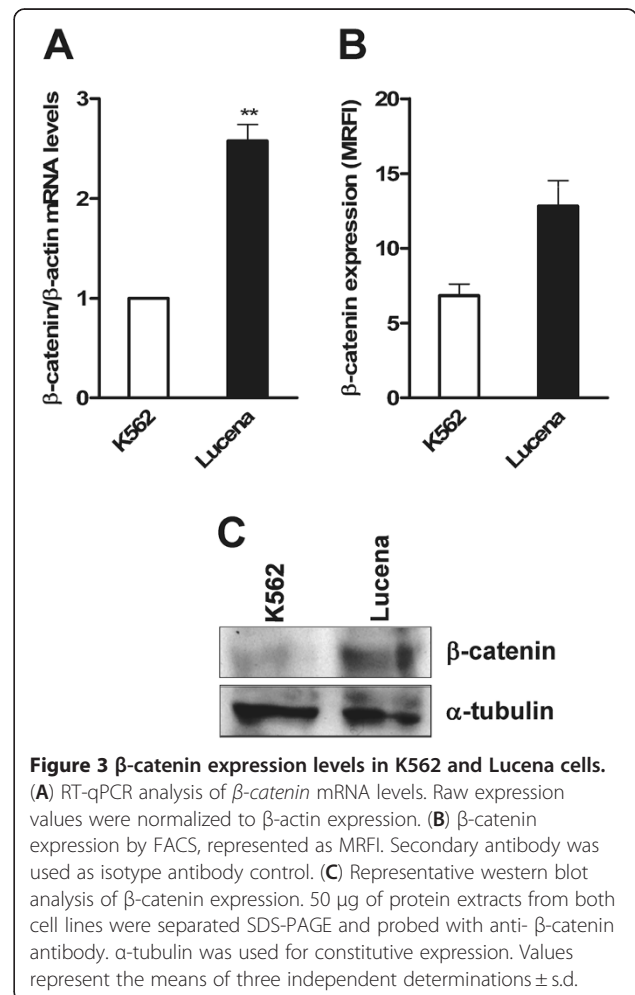 A
B
β-catenin/β-actin mRNA levels
3
2
1
0
**
K562
Lucena
β-catenin expression (MRFI)
20
15
10
5
0
K562
Lucena
C
K562
Lucena
β-catenin
α-tubulin
Figure 3 β-catenin expression levels in K562 and Lucena cells.
(A) RT-qPCR analysis of β-catenin mRNA levels. Raw expression
values were normalized to β-actin expression. (B) β-catenin
expression by FACS, represented as MRFI. Secondary antibody was
used as isotype antibody control. (C) Representative western blot
analysis of β-catenin expression. 50 μg of protein extracts from both
cell lines were separated SDS-PAGE and probed with anti- β-catenin
antibody. α-tubulin was used for constitutive expression. Values
represent the means of three independent determinations ± s.d.